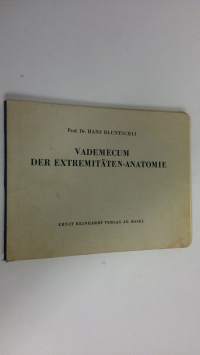 Prof. Dr. HANS BLUNTSCHLI
VADEMECUM
DER EXTREMITÄTEN-ANATOMIE
ERNST REINHARDT VERLAG AG. BASEL